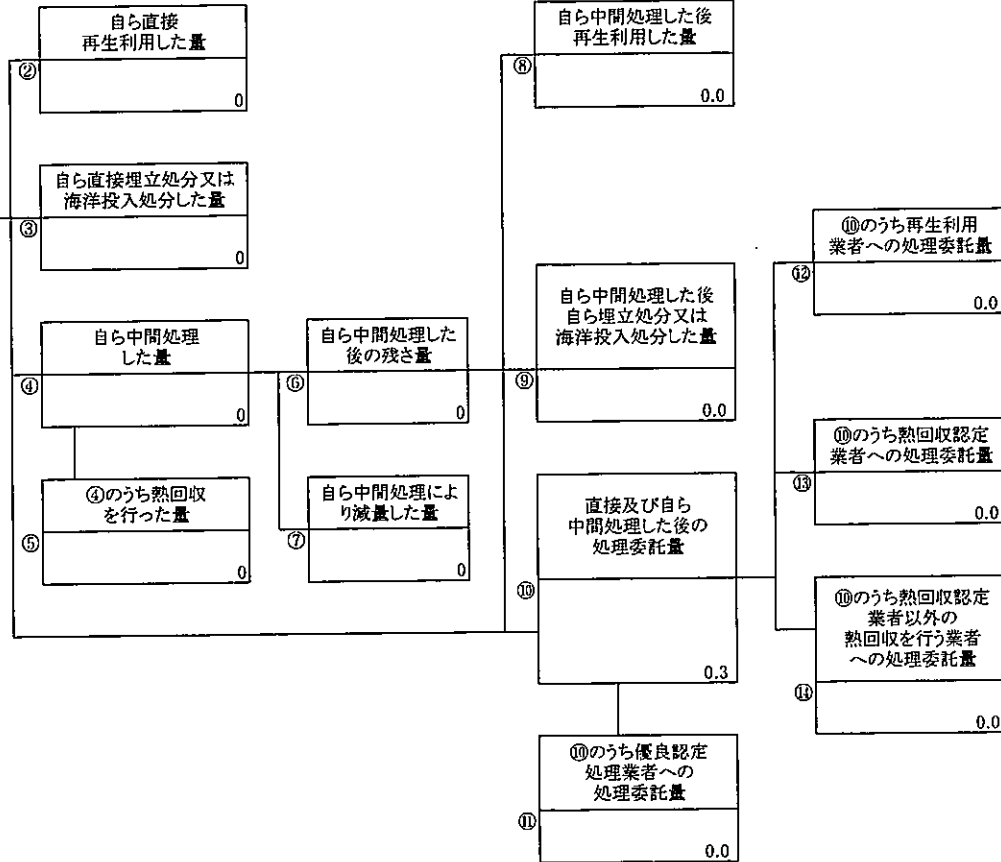 自ら直接
再生利用した量
②
0
自ら直接埋立処分又は
海洋投入処分した量
③
0
自ら中間処理
した量
④
0
④のうち熱回収
を行った量
⑤
0
自ら中間処理した
後の残さ量
⑥
0
自ら中間処理によ
り減量した量
⑦
0
自ら中間処理した後
再生利用した量
⑧
0.0
自ら中間処理した後
自ら埋立処分又は
海洋投入処分した量
⑨
0.0
直接及び自ら
中間処理した後の
処理委託量
⑩
0.3
⑩のうち優良認定
処理業者への
処理委託量
⑪
0.0
⑩のうち再生利用
業者への処理委託量
⑫
0.0
⑩のうち熱回収認定
業者への処理委託量
⑬
0.0
⑩のうち熱回収認定
業者以外の
熱回収を行う業者
への処理委託量
⑭
0.0